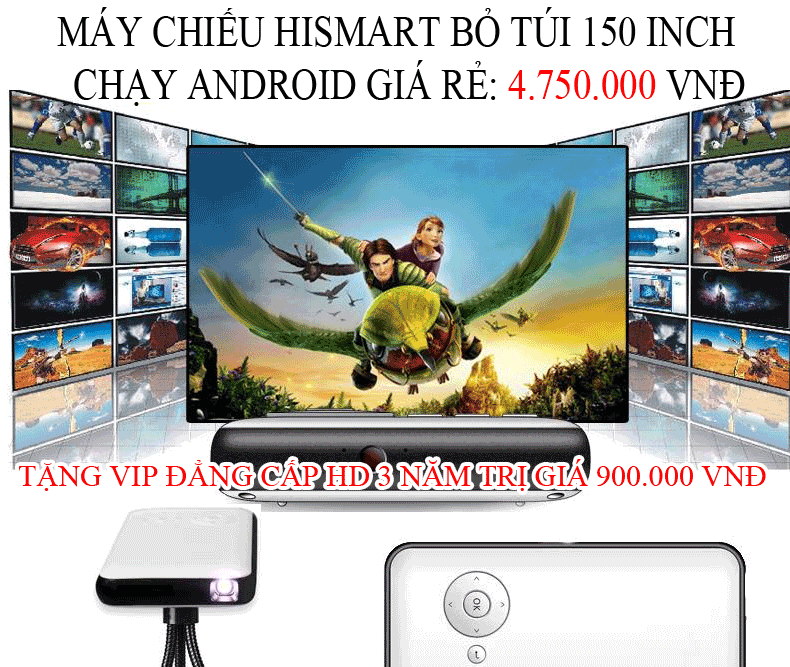 MÁY CHIẾU HISMART BỎ TÚI 150 INCH
CHẠY ANDROID GIÁ RẺ: 4.750.000 VNĐ
TẶNG VIP ĐẲNG CẤP HD 3 NĂM TRỊ GIÁ 900.000 VNĐ
OK